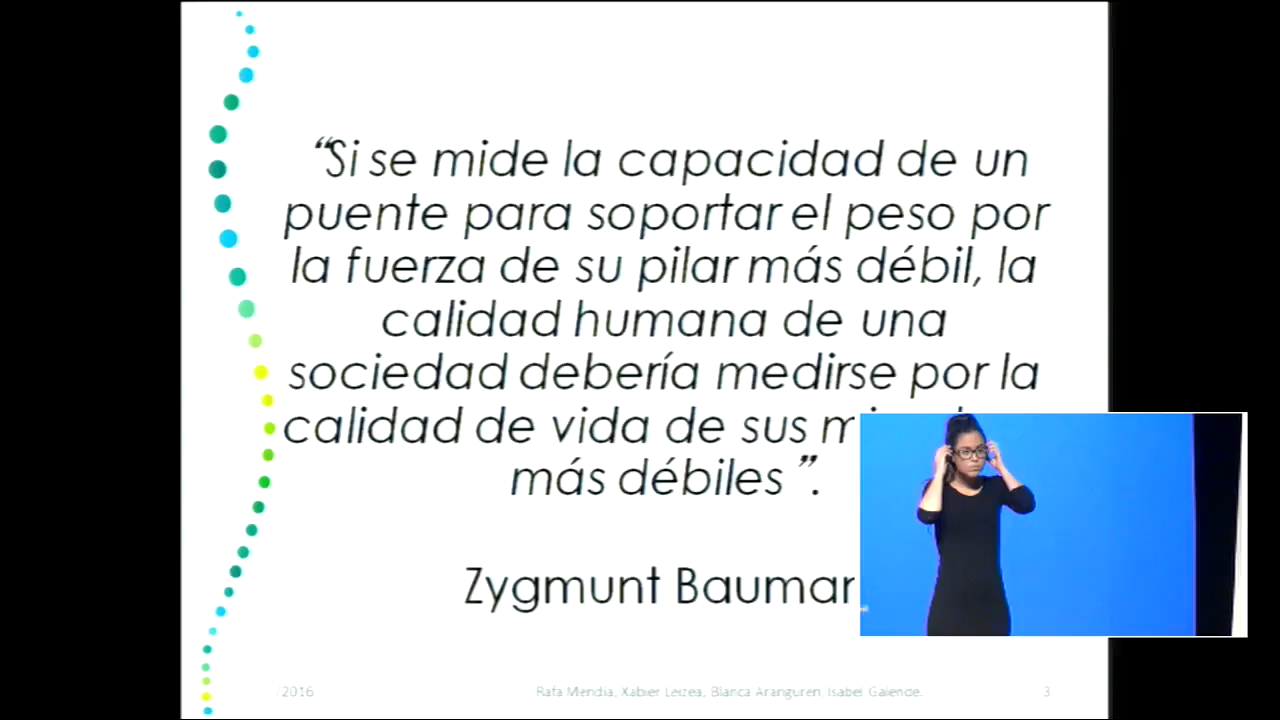 “Si se mide la capacidad de un
puente para soportar el peso por
la fuerza de su pilar más débil, la
calidad humana de una
sociedad debería medirse por la
calidad de vida de sus
más débiles ”.
Zygmunt
/2016
Rafa Mendia, Xabier Leizea, Blanca Aranguren, Isabel Galende.
3